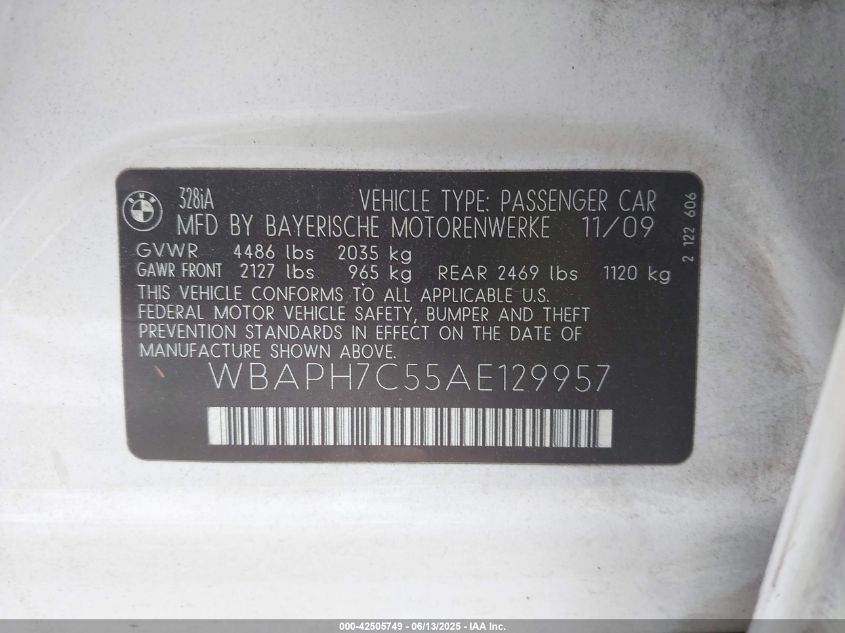 BMW
328iA VEHICLE TYPE: PASSENGER CAR
MFD BY BAYERISCHE MOTORENWERKE 11/09
GVWR 4486 lbs 2035 kg
GAWR FRONT 2127 lbs 965 kg REAR 2469 lbs 1120 kg
THIS VEHICLE CONFORMS TO ALL APPLICABLE U.S.
FEDERAL MOTOR VEHICLE SAFETY, BUMPER AND THEFT
PREVENTION STANDARDS IN EFFECT ON THE DATE OF
MANUFACTURE SHOWN ABOVE.
WBAPH7C55AE129957
2 122 606
000-42505749 - 06/13/2025 - IAA Inc.